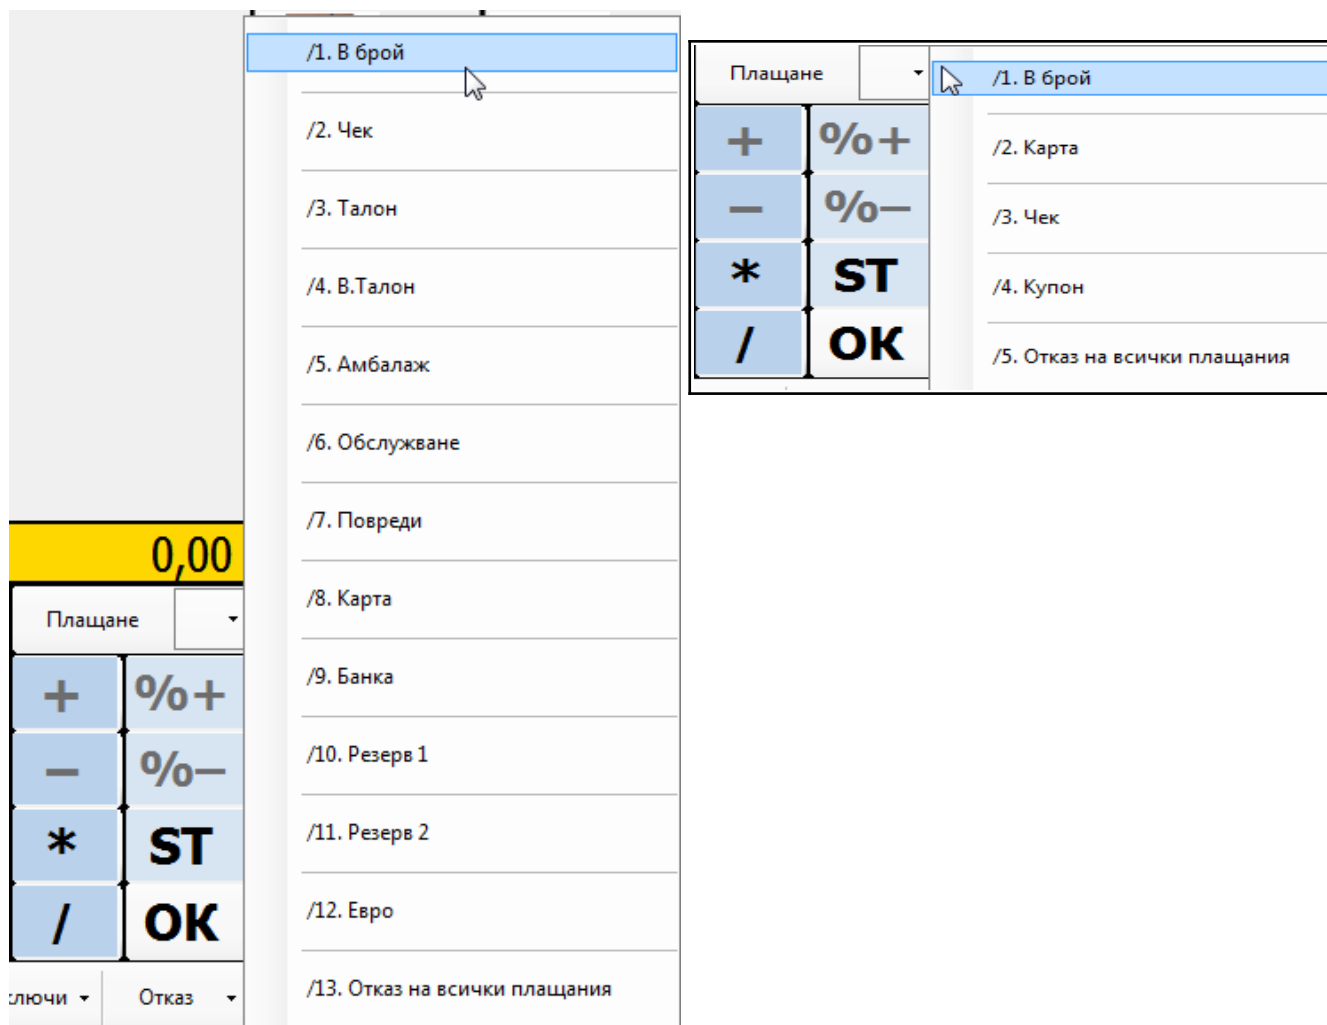 /1. В брой
/2. Чек
/3. Талон
/4. В.Талон
/5. Амбалаж
/6. Обслужване
/7. Повреди
/8. Карта
/9. Банка
/10. Резерв 1
/11. Резерв 2
/12. Евро
/13. Отказ на всички плащания
0,00
Плащане
+ %+
− %−
* ST
/ OK
ключи Отказ
Плащане
+ %+
− %−
* ST
/ OK
/1. В брой
/2. Карта
/3. Чек
/4. Купон
/5. Отказ на всички плащания